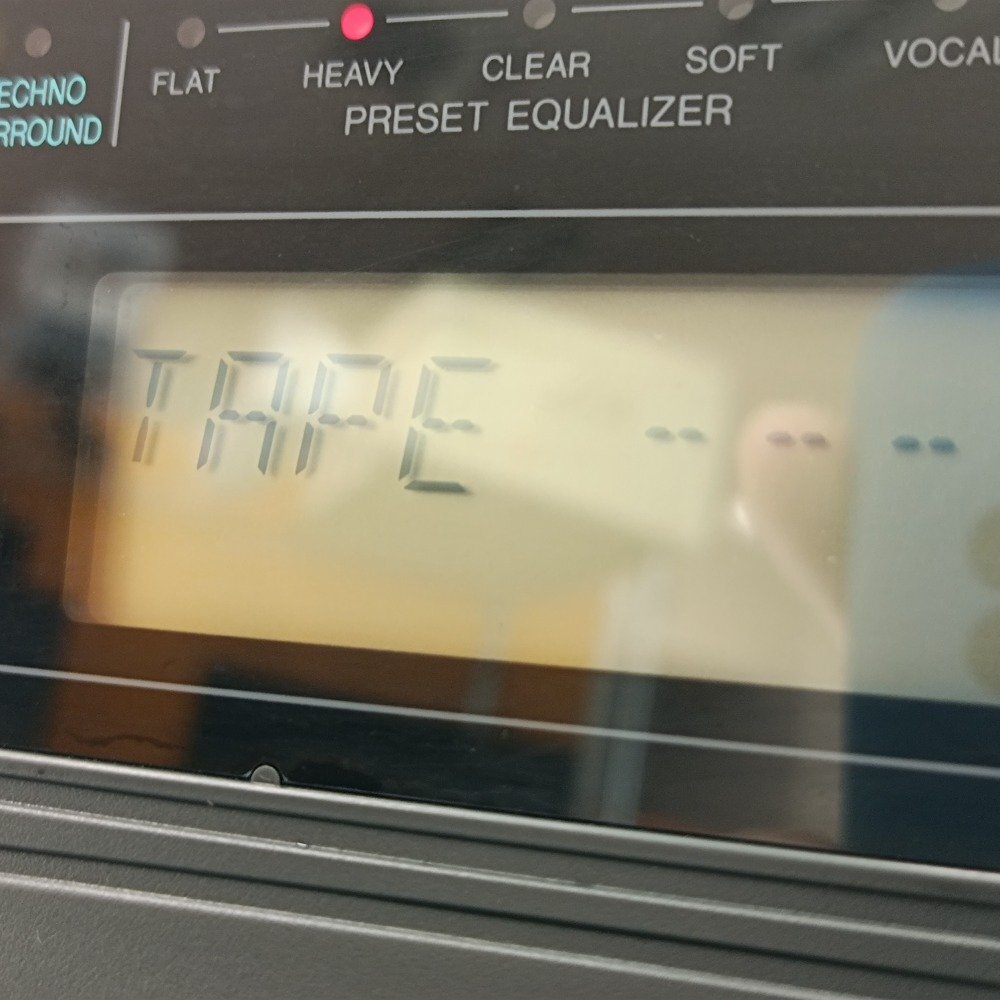 FLAT HEAVY CLEAR SOFT VOCAL
ECHNO
RROUND
PRESET EQUALIZER
TAPE -- -- --